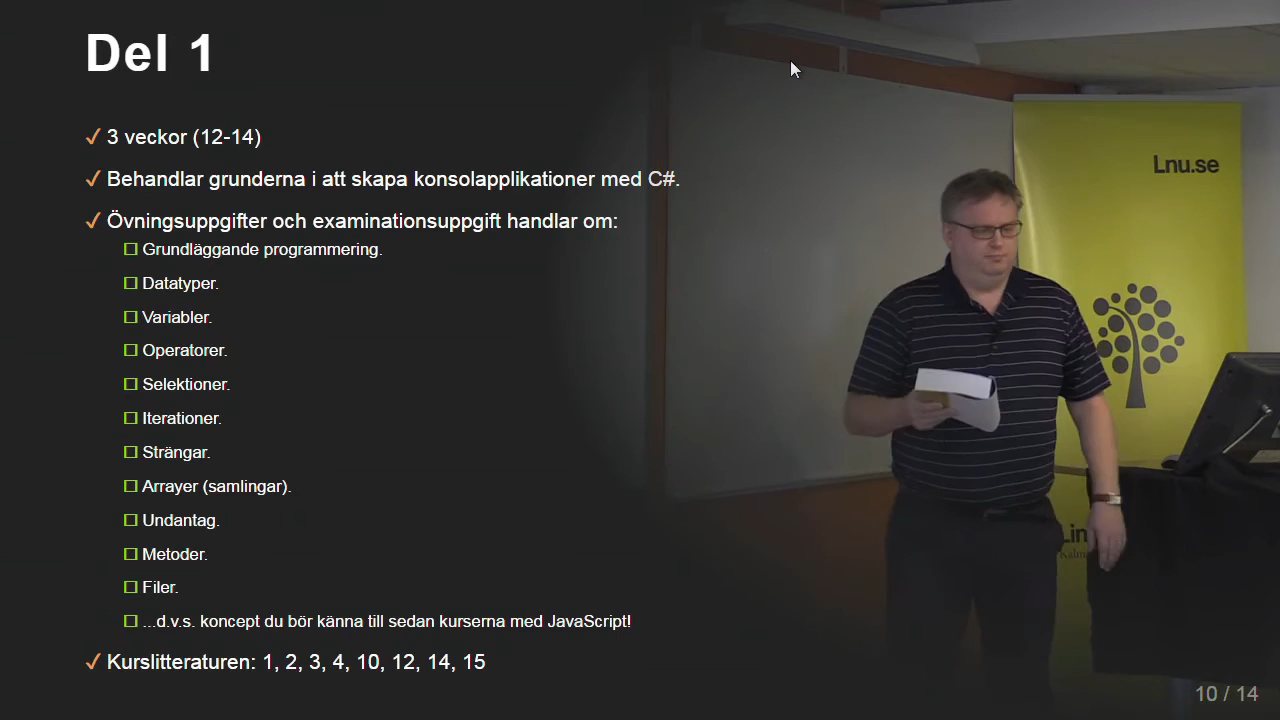 Del 1
✓ 3 veckor (12-14)
✓ Behandlar grunderna i att skapa konsolapplikationer med C#.
✓ Övningsuppgifter och examinationsuppgift handlar om:
☐ Grundläggande programmering.
☐ Datatyper.
☐ Variabler.
☐ Operatorer.
☐ Selektioner.
☐ Iterationer.
☐ Strängar.
☐ Arrayer (samlingar).
☐ Undantag.
☐ Metoder.
☐ Filer.
☐ ...d.v.s. koncept du bör känna till sedan kurserna med JavaScript!
✓ Kurslitteraturen: 1, 2, 3, 4, 10, 12, 14, 15
Lnu.se
10 / 14